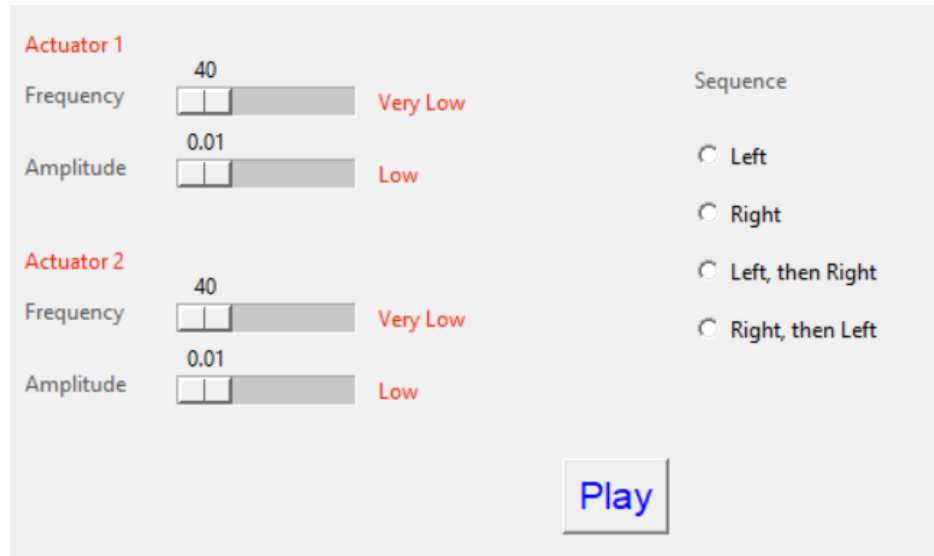 Actuator 1
40
Frequency
Very Low
0.01
Amplitude
Low
Actuator 2
40
Frequency
Very Low
0.01
Amplitude
Low
Sequence
Left
Right
Left, then Right
Right, then Left
Play